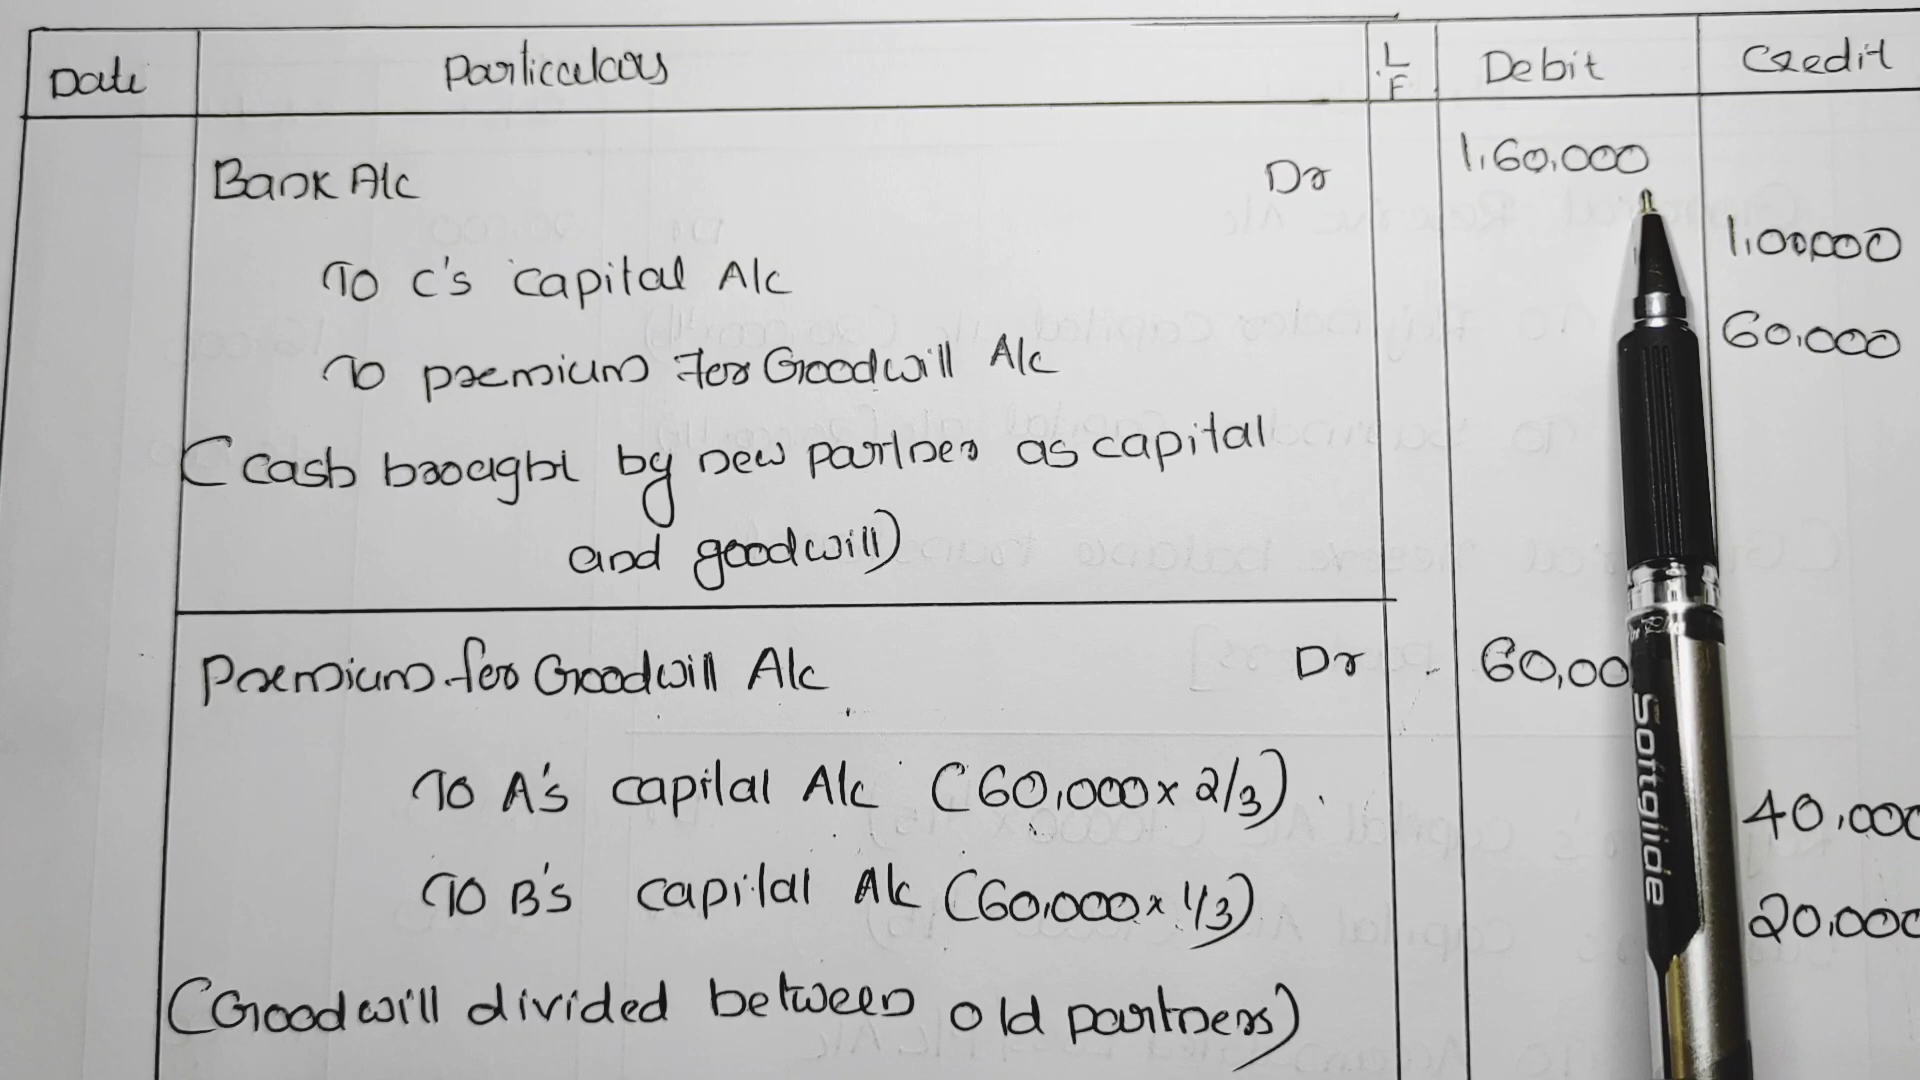 Date Particulars L F Debit Credit
Bank A/c Dr 1,60,000
To C's capital A/c 1,00,000
To premium for Goodwill A/c 60,000
(Cash brought by new partner as capital
and goodwill)
Premium for Goodwill A/c Dr 60,00
To A's capital A/c (60,000 x 2/3) 40,000
To B's capital A/c (60,000 x 1/3) 20,000
(Goodwill divided between old partners)
Softglide